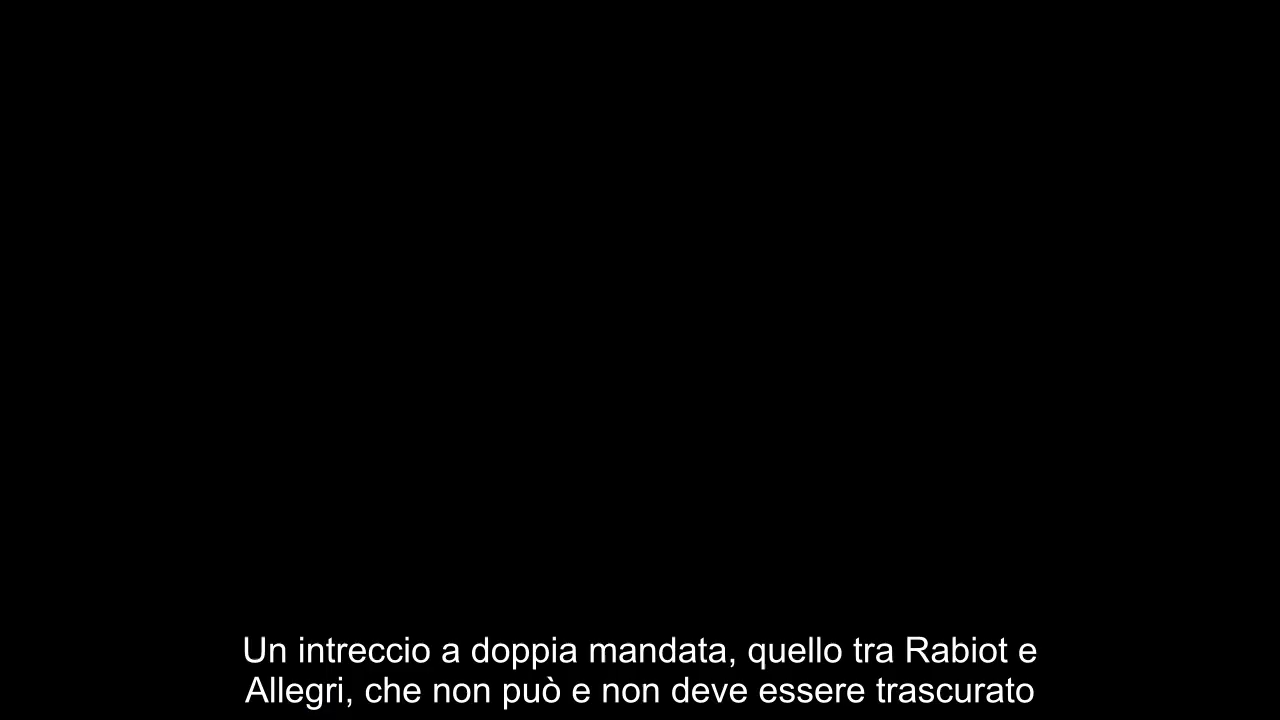 Un intreccio a doppia mandata, quello tra Rabiot e
Allegri, che non può e non deve essere trascurato